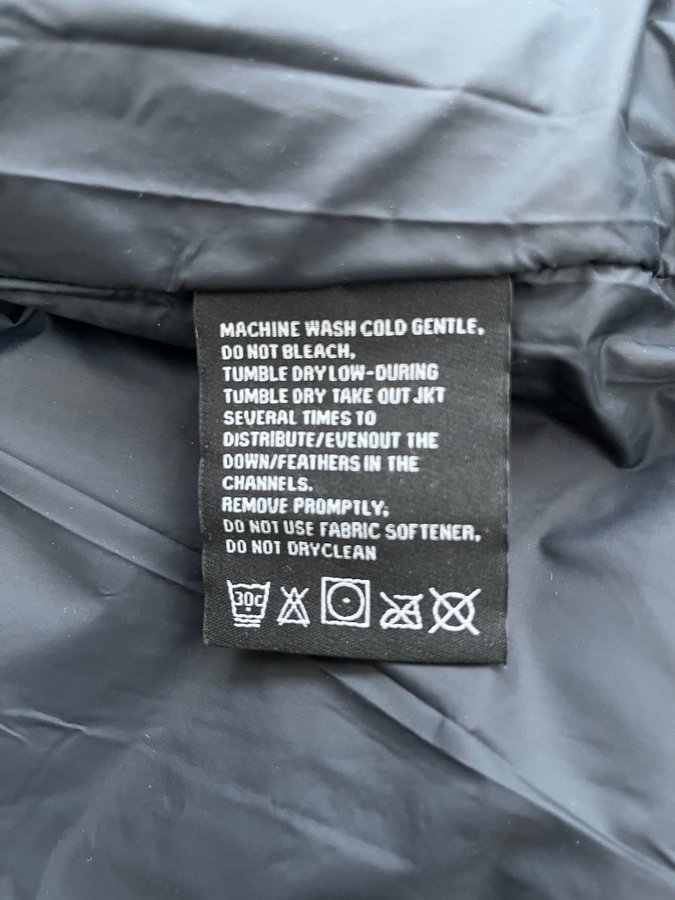 MACHINE WASH COLD GENTLE,
DO NOT BLEACH,
TUMBLE DRY LOW-DURING
TUMBLE DRY TAKE OUT JKT
SEVERAL TIMES TO
DISTRIBUTE/EVENOUT THE
DOWN/FEATHERS IN THE
CHANNELS.
REMOVE PROMPTLY,
DO NOT USE FABRIC SOFTENER,
DO NOT DRYCLEAN
30C